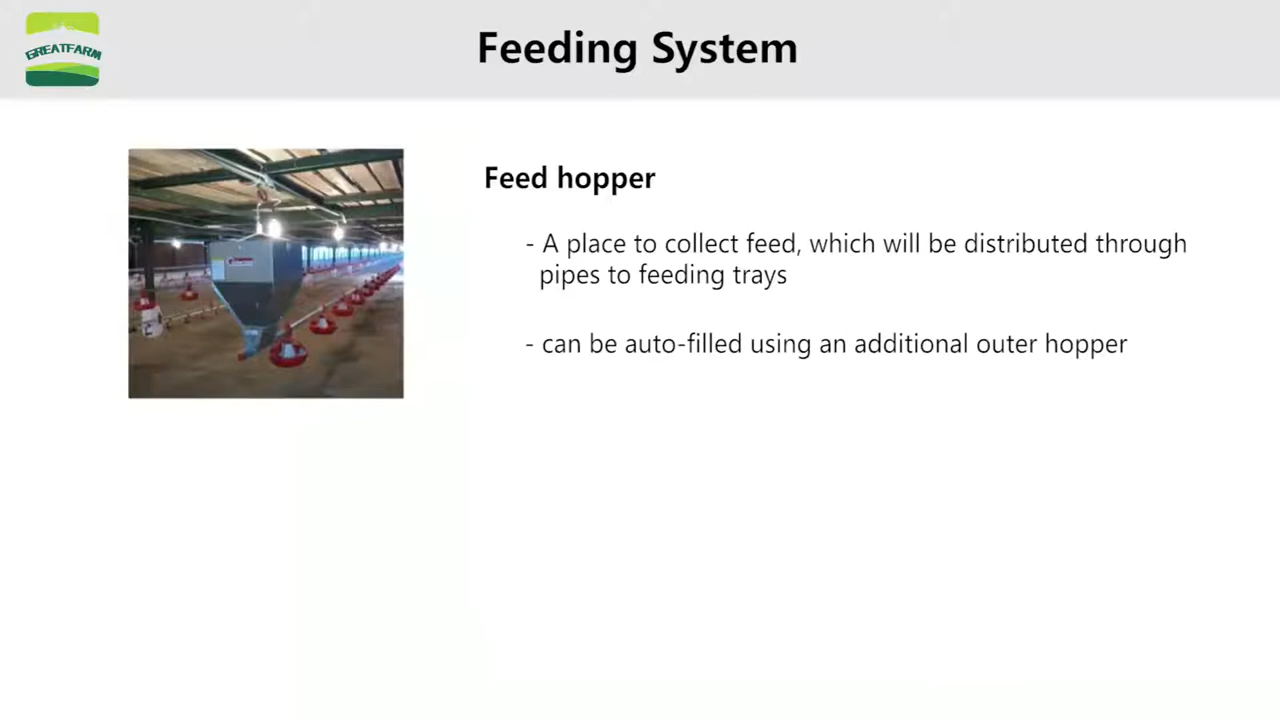 GREATFARM
Feeding System
Feed hopper
- A place to collect feed, which will be distributed through
pipes to feeding trays
- can be auto-filled using an additional outer hopper